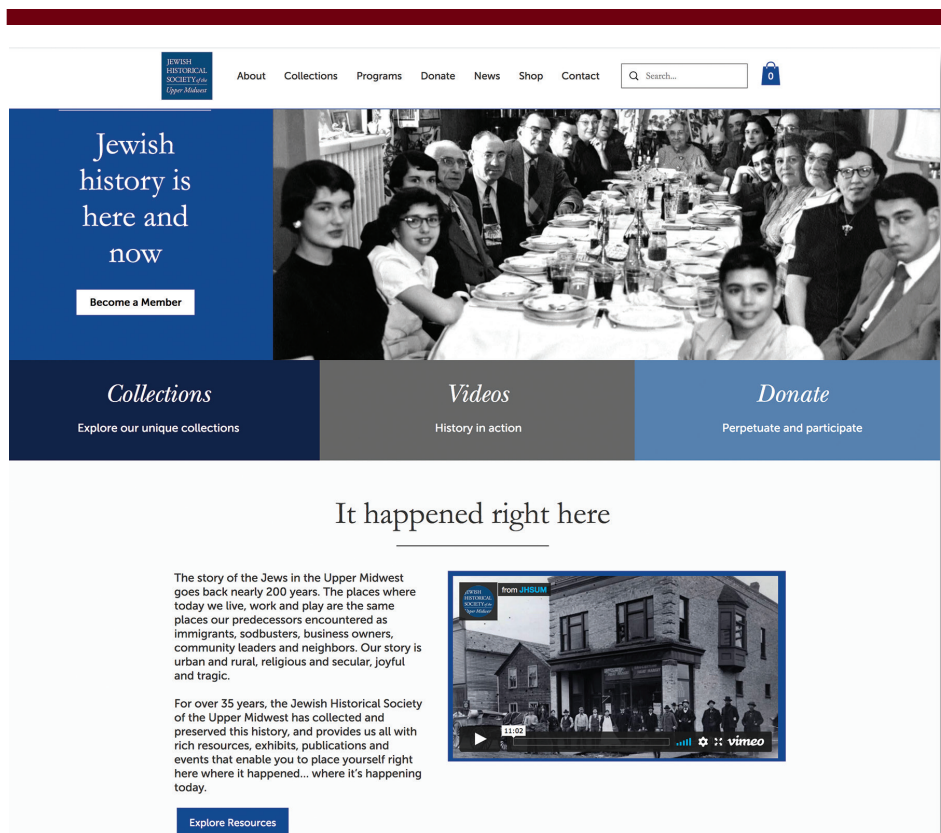 JEWISH
HISTORICAL
SOCIETY of the
Upper Midwest
About Collections Programs Donate News Shop Contact Search... 0
Jewish
history is
here and
now
Become a Member
Collections
Explore our unique collections
Videos
History in action
Donate
Perpetuate and participate
It happened right here
The story of the Jews in the Upper Midwest
goes back nearly 200 years. The places where
today we live, work and play are the same
places our predecessors encountered as
immigrants, sodbusters, business owners,
community leaders and neighbors. Our story is
urban and rural, religious and secular, joyful
and tragic.
For over 35 years, the Jewish Historical Society
of the Upper Midwest has collected and
preserved this history, and provides us all with
rich resources, exhibits, publications and
events that enable you to place yourself right
here where it happened... where it's happening
today.
Explore Resources
JEWISH
HISTORICAL
SOCIETY of the
Upper Midwest
from JHSUM
11:02
vimeo